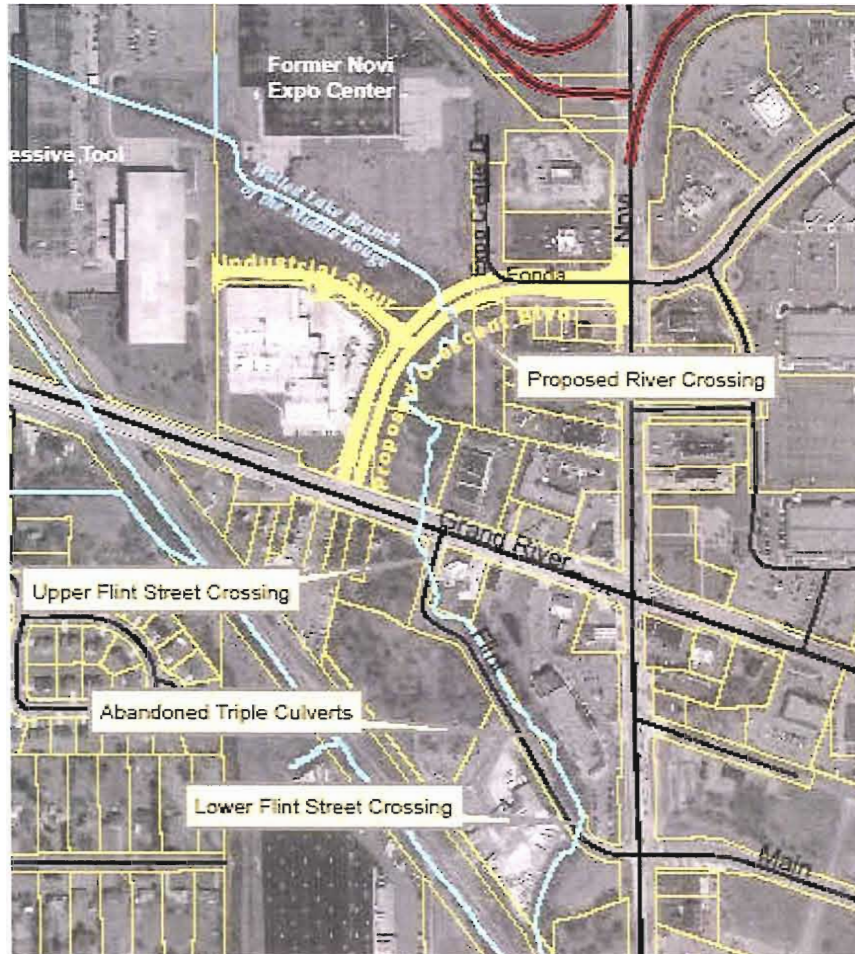 Former Novi
Expo Center
essive Tool
Walled Lake Branch
of the Middle Rouge
Expo Center D
Novi
Industrial Spur
Fonda
Proposed Crescent Blvd
Proposed River Crossing
Grand River
Upper Flint Street Crossing
Flint
Abandoned Triple Culverts
Lower Flint Street Crossing
Main